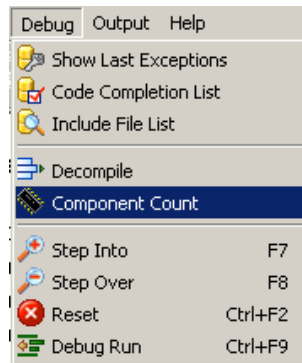 Debug Output Help
Show Last Exceptions
Code Completion List
Include File List
Decompile
Component Count
Step Into F7
Step Over F8
Reset Ctrl+F2
Debug Run Ctrl+F9